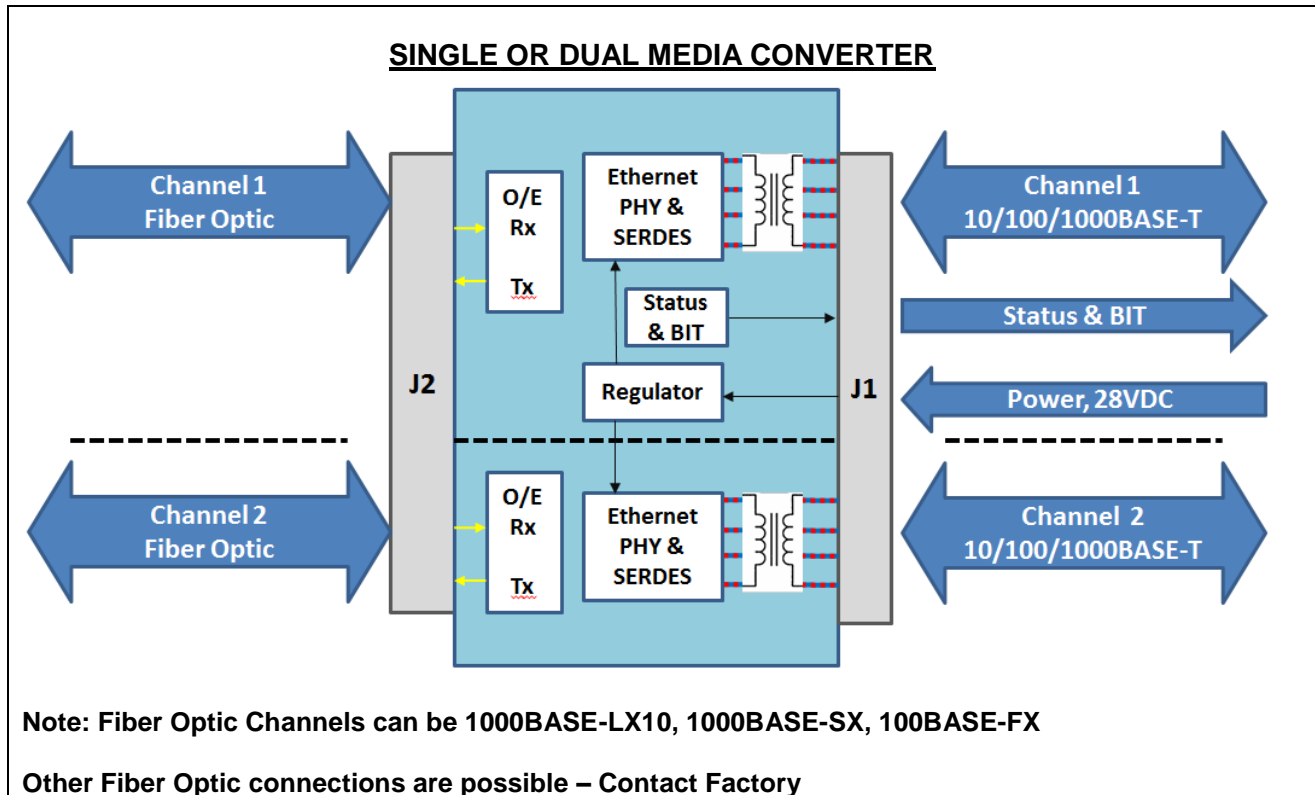 SINGLE OR DUAL MEDIA CONVERTER
Channel 1
Fiber Optic
J2
O/E
Rx
Tx
Ethernet
PHY &
SERDES
Status
& BIT
Regulator
J1
Channel 1
10/100/1000BASE-T
Status & BIT
Power, 28VDC
Channel 2
Fiber Optic
O/E
Rx
Tx
Ethernet
PHY &
SERDES
Channel 2
10/100/1000BASE-T
Note: Fiber Optic Channels can be 1000BASE-LX10, 1000BASE-SX, 100BASE-FX
Other Fiber Optic connections are possible – Contact Factory